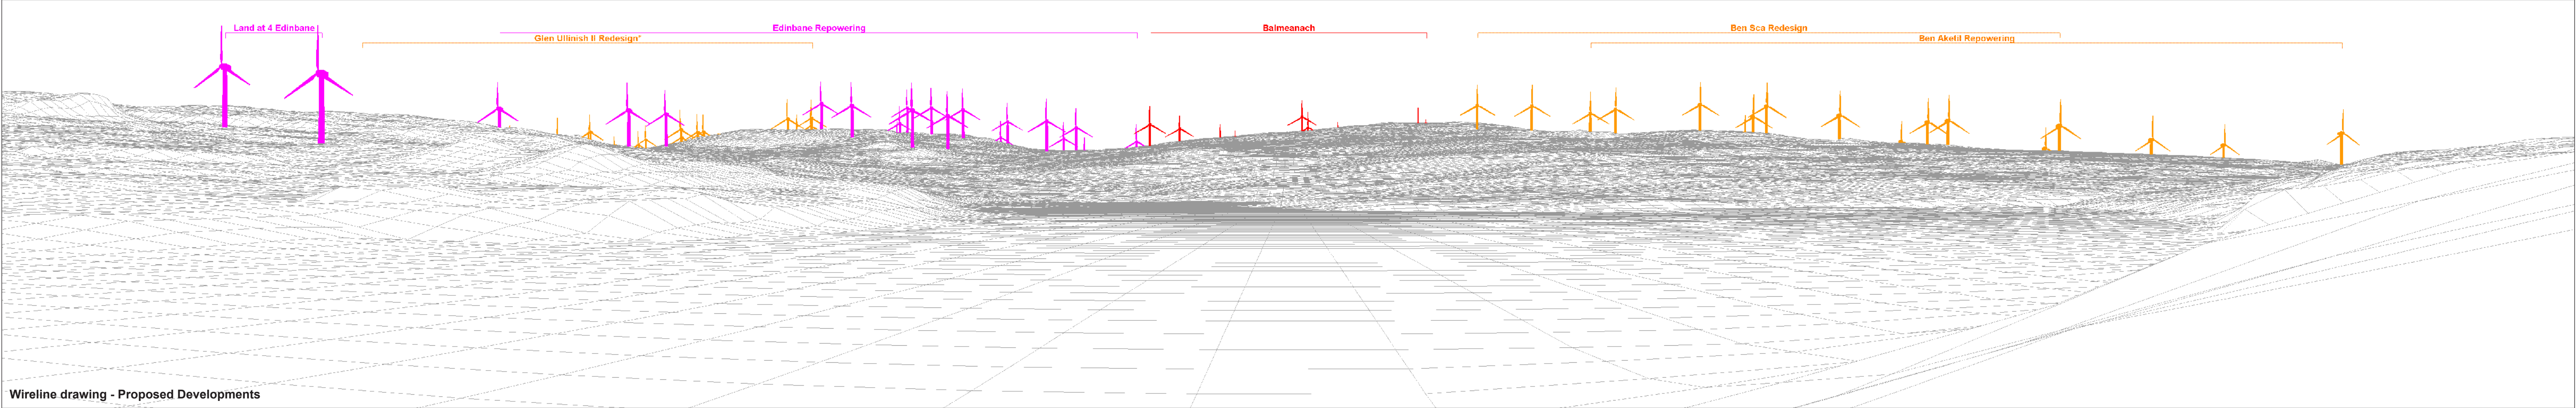 Land at 4 Edinbane
Edinbane Repowering
Balmeanach
Ben Sca Redesign
Glen Ullinish II Redesign*
Ben Aketil Repowering
Wireline drawing - Proposed Developments